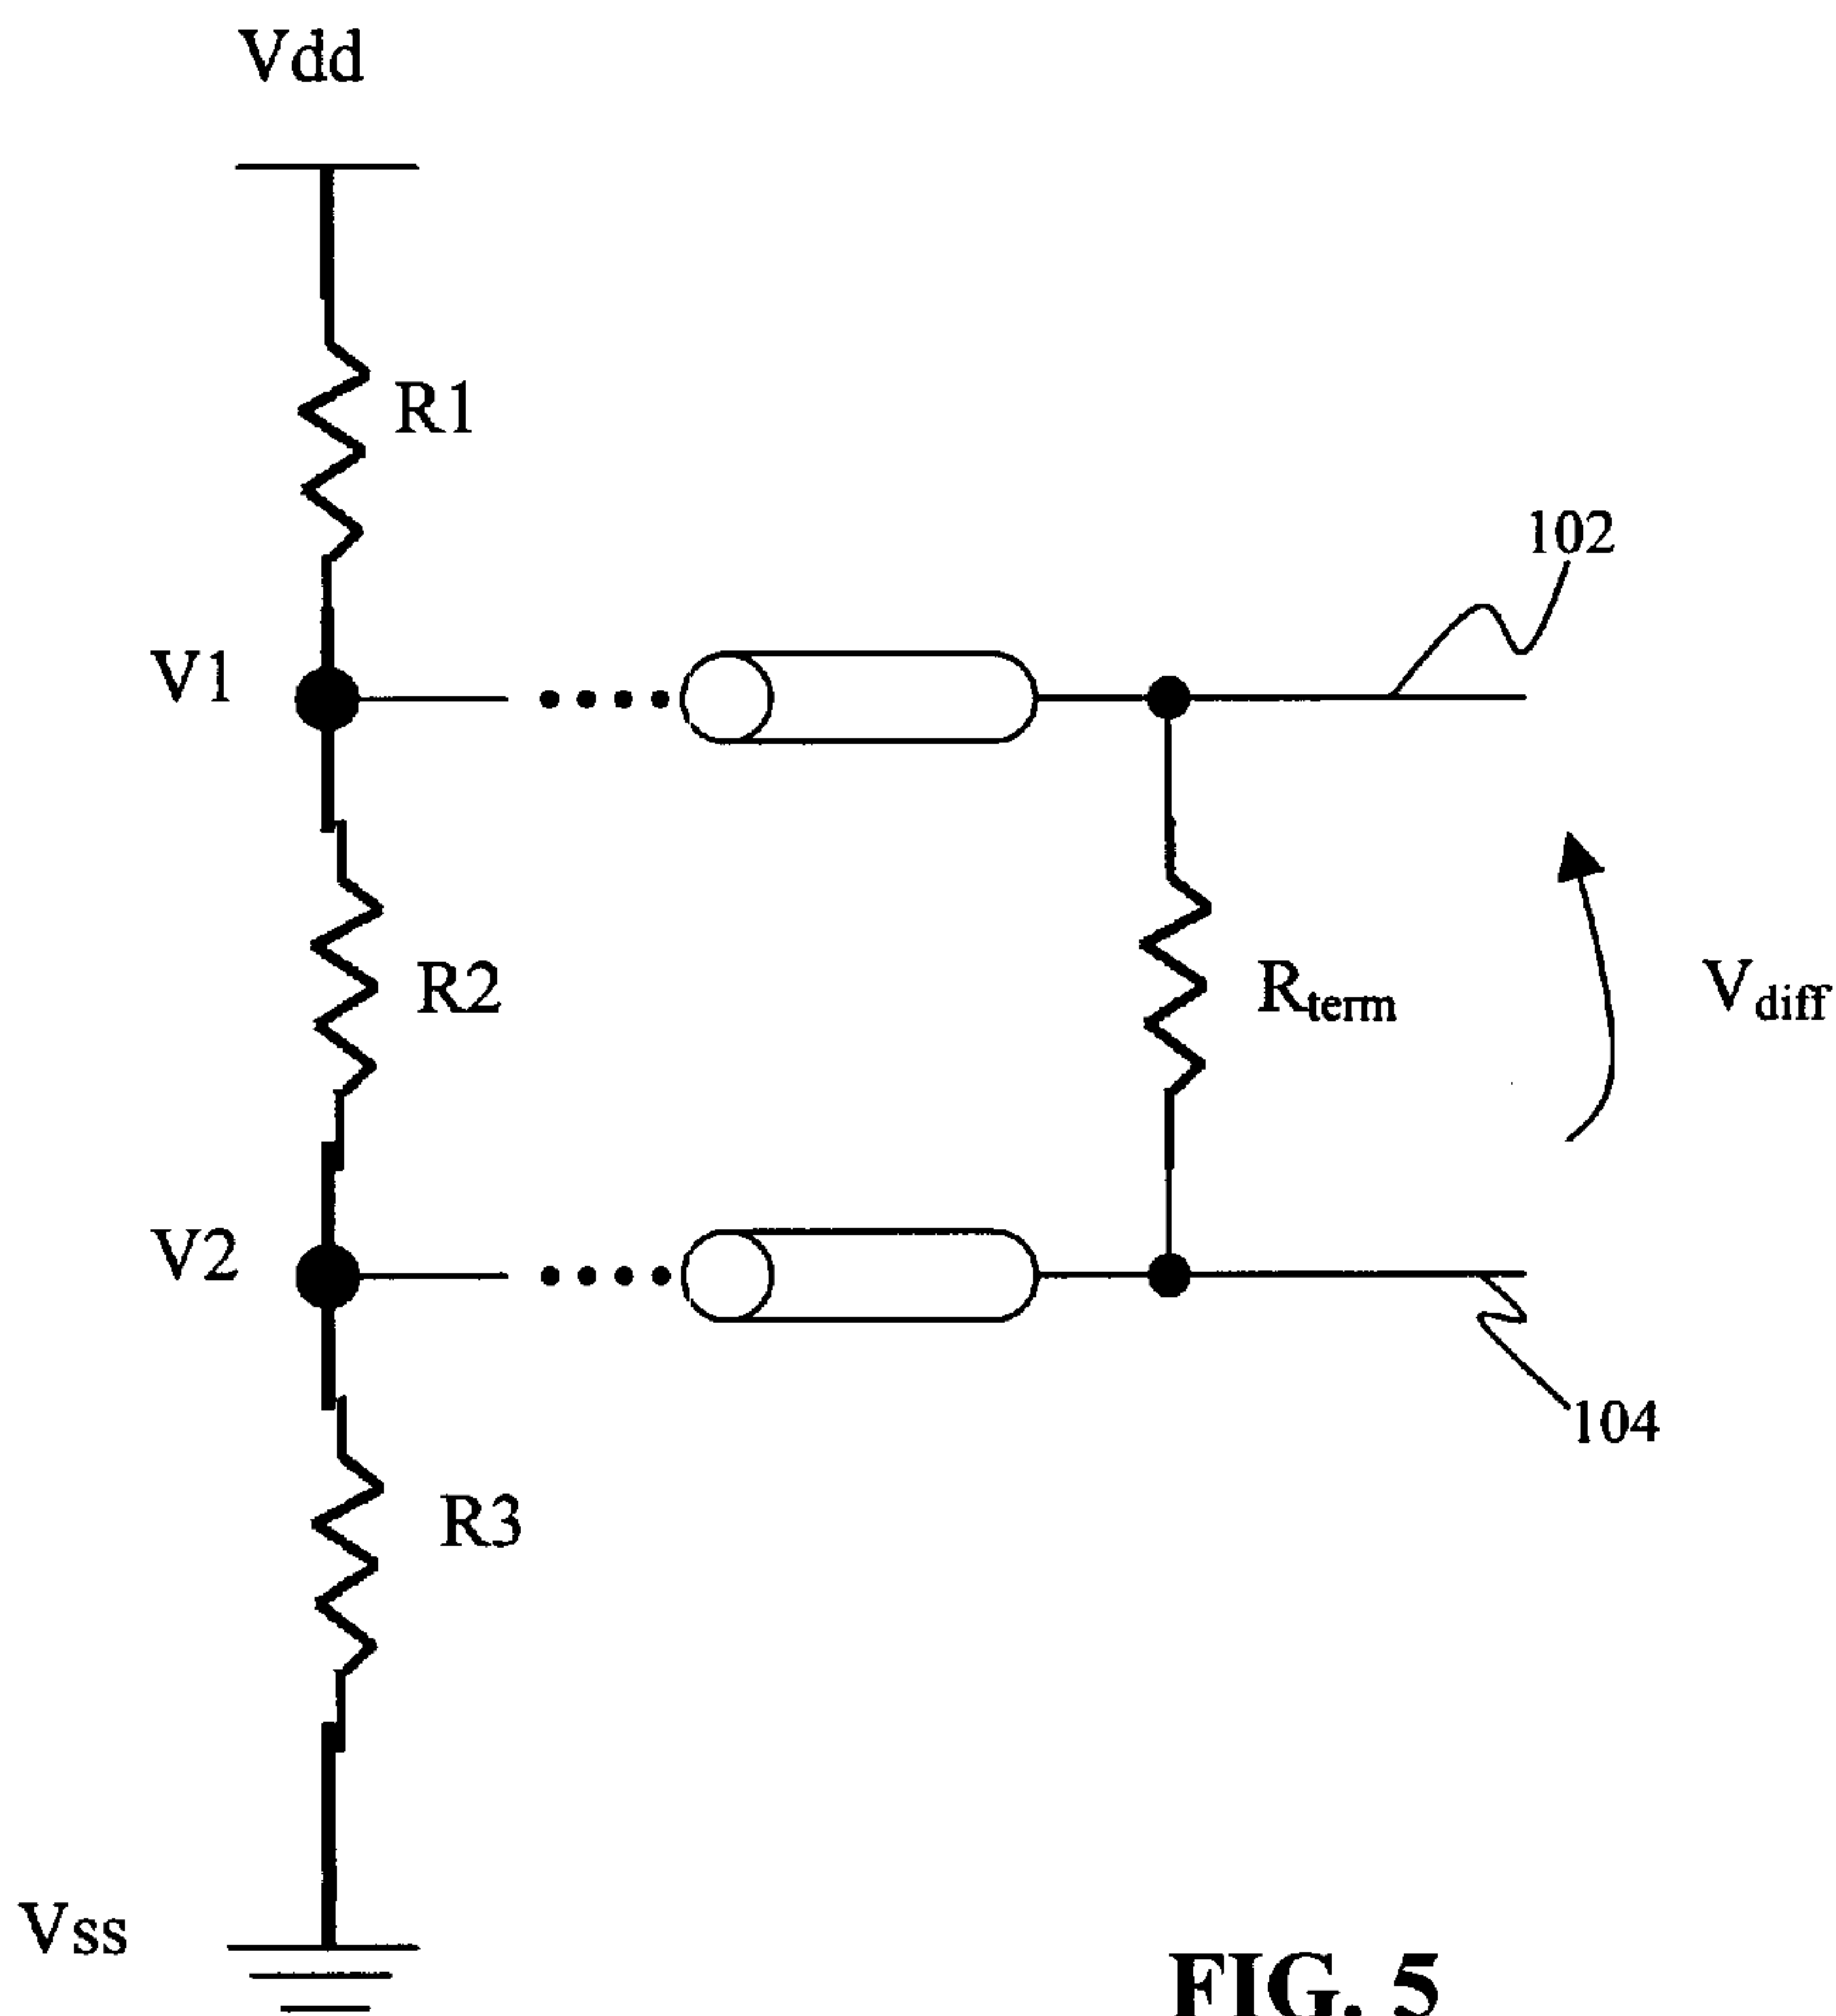 Vdd
R1
102
V1
R2
Rterm
Vdiff
V2
104
R3
Vss
FIG. 5